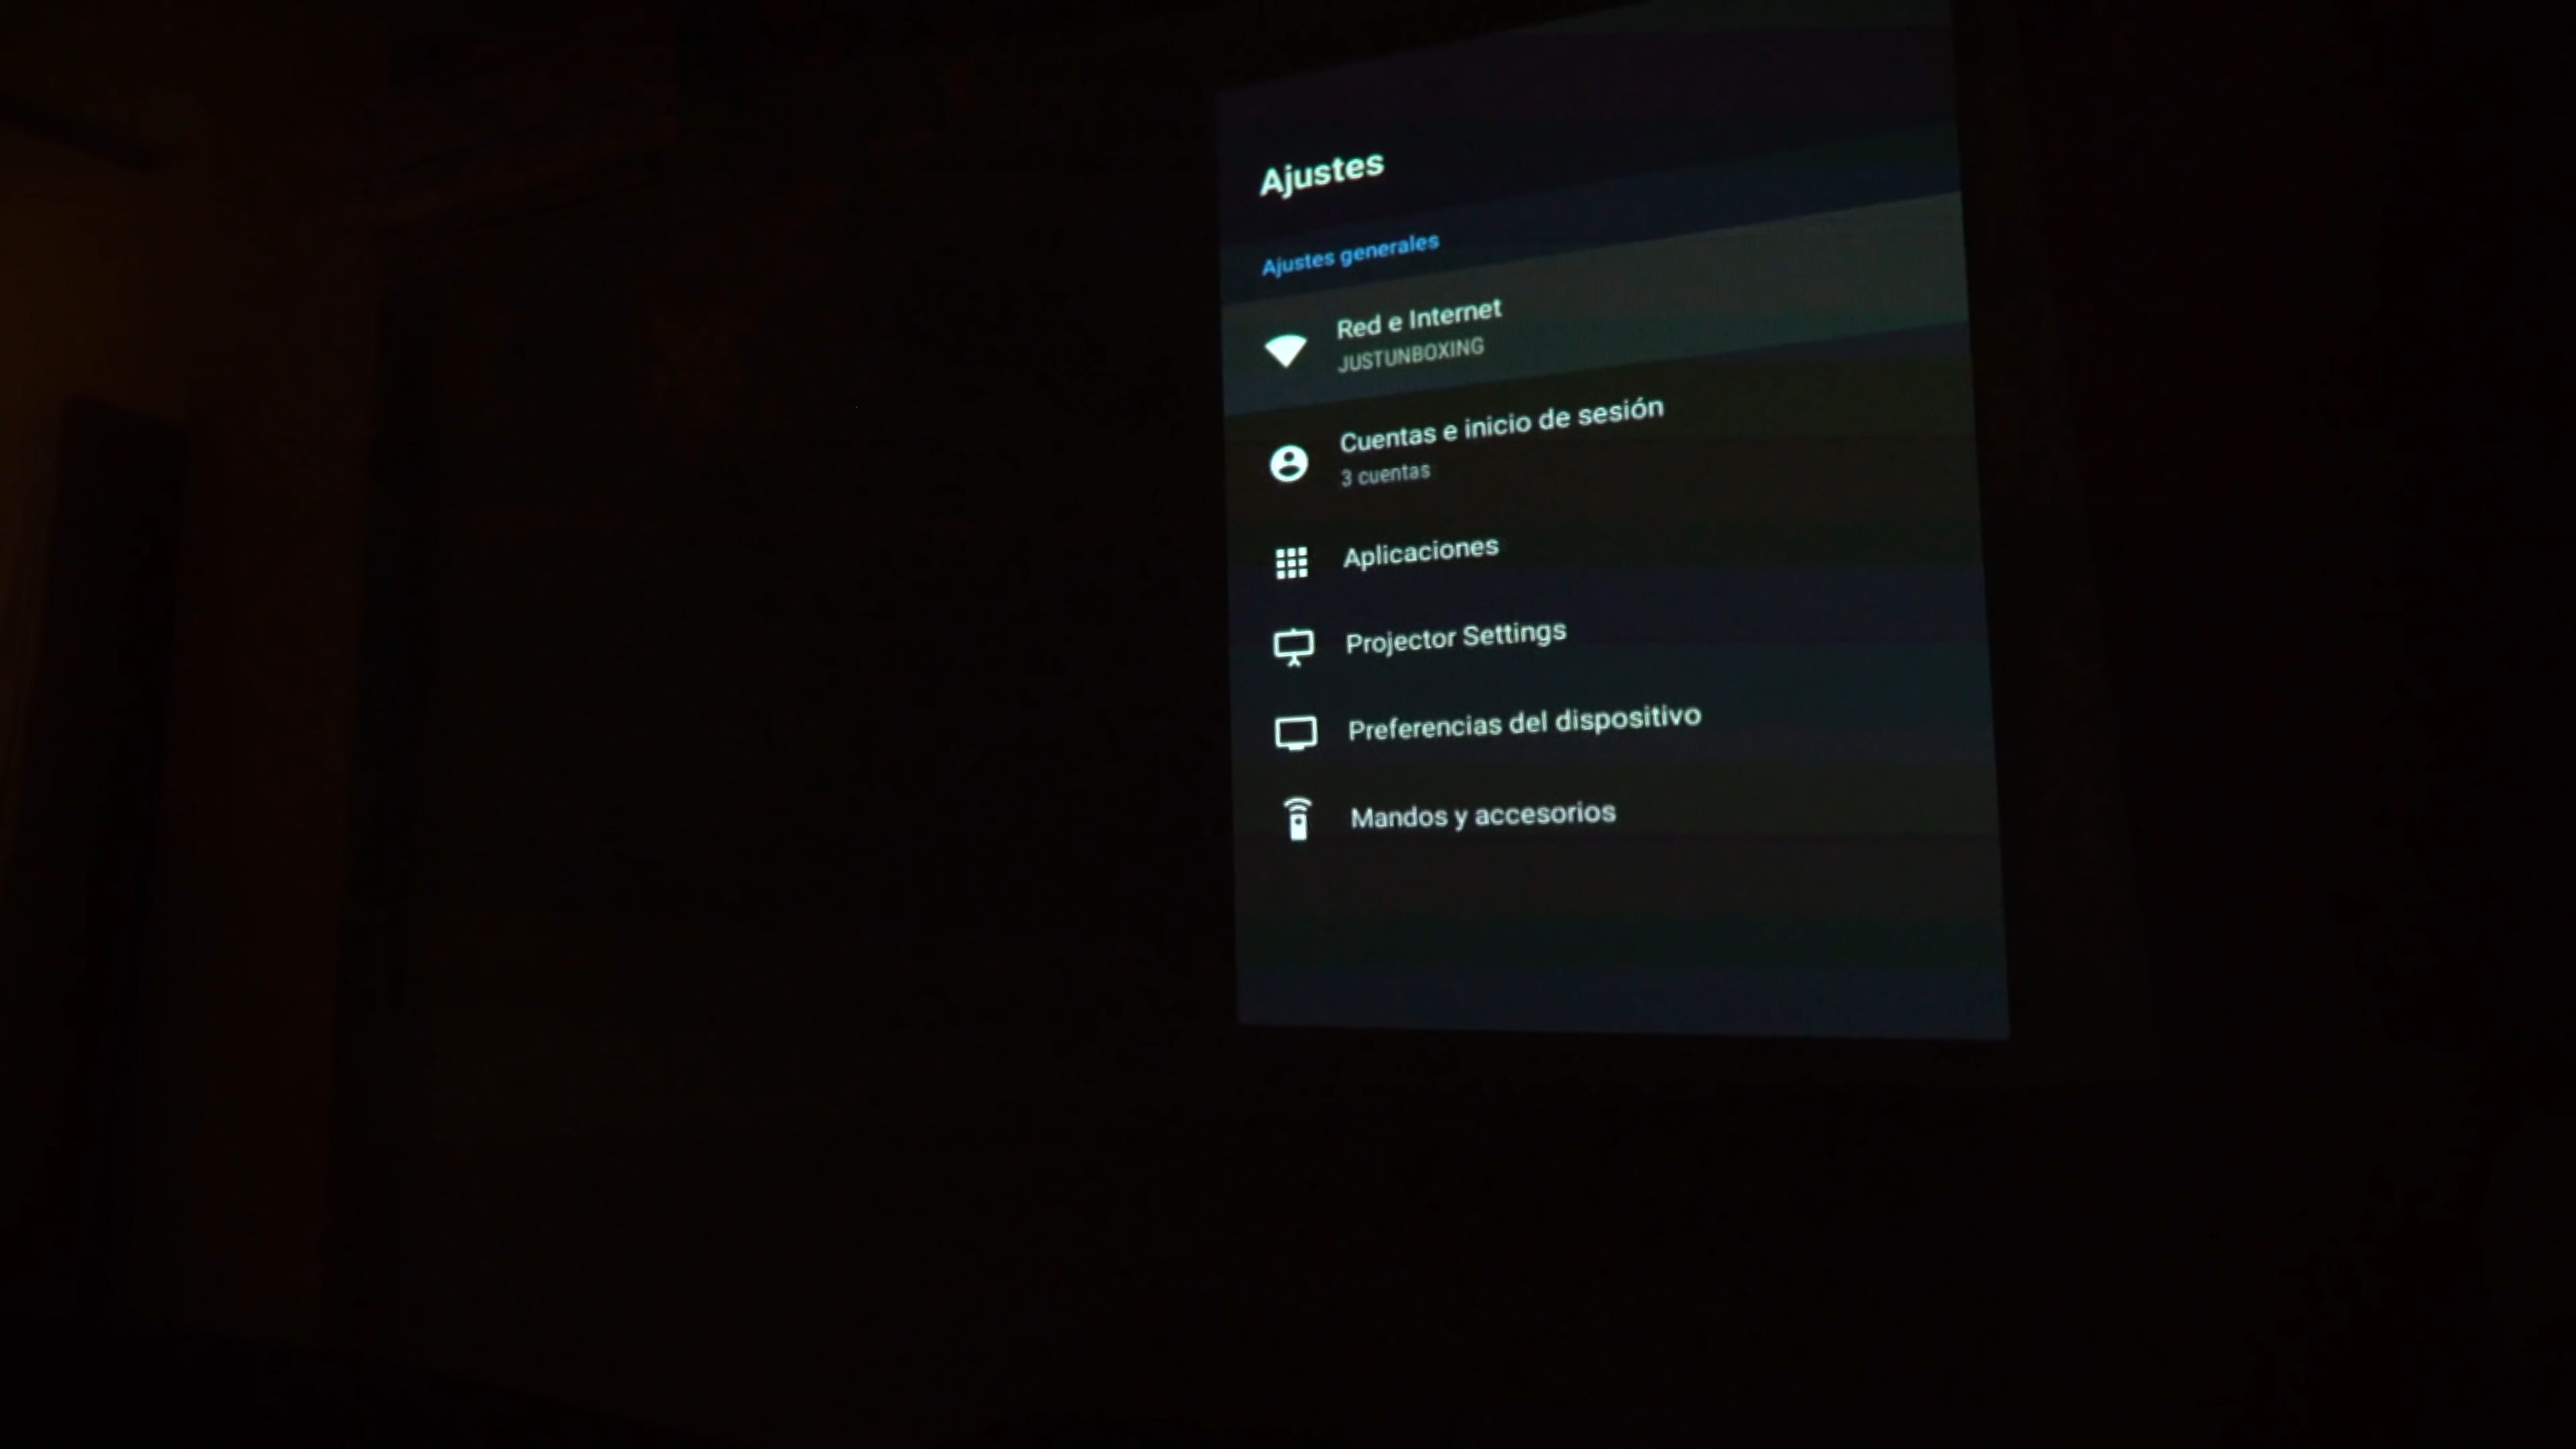 Ajustes
Ajustes generales
Red e Internet
JUSTUNBOXING
Cuentas e inicio de sesión
3 cuentas
Aplicaciones
Projector Settings
Preferencias del dispositivo
Mandos y accesorios